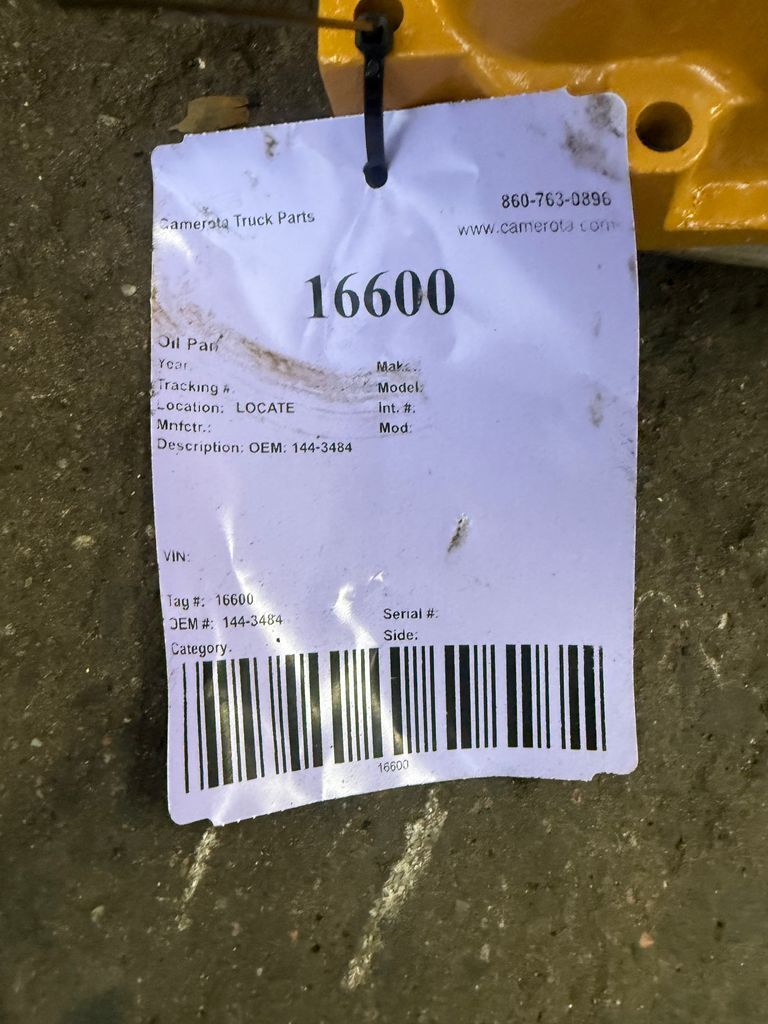 860-763-0896
Camerota Truck Parts
www.camerota.com
16600
Oil Pan
Year:
Make:
Tracking #:
Model:
Location: LOCATE
Int. #:
Mnfctr.:
Mod:
Description: OEM: 144-3484
VIN:
Tag #: 16600
Serial #:
OEM #: 144-3484
Side:
Category:
16600